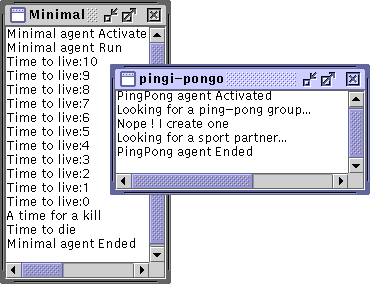 Minimal
Minimal agent Activate
Minimal agent Run
Time to live:10
Time to live:9
Time to live:8
Time to live:7
Time to live:6
Time to live:5
Time to live:4
Time to live:3
Time to live:2
Time to live:1
Time to live:0
A time for a kill
Time to die
Minimal agent Ended
pingi-pongo
PingPong agent Activated
Looking for a ping-pong group...
Nope ! I create one
Looking for a sport partner...
PingPong agent Ended